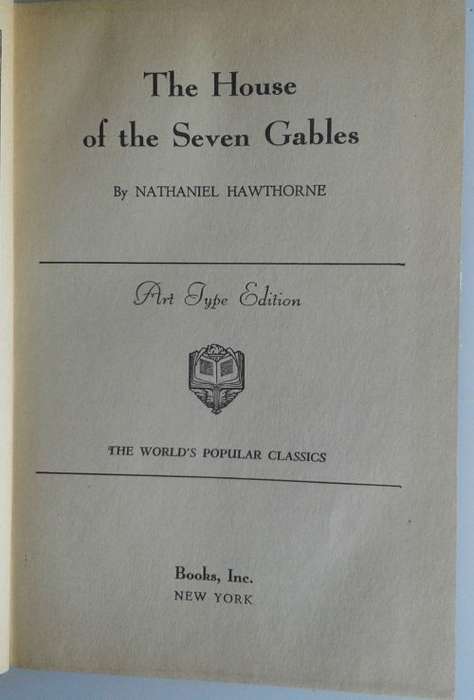 The House
of the Seven Gables
By NATHANIEL HAWTHORNE
Art Type Edition
THE WORLD'S POPULAR CLASSICS
Books, Inc.
NEW YORK